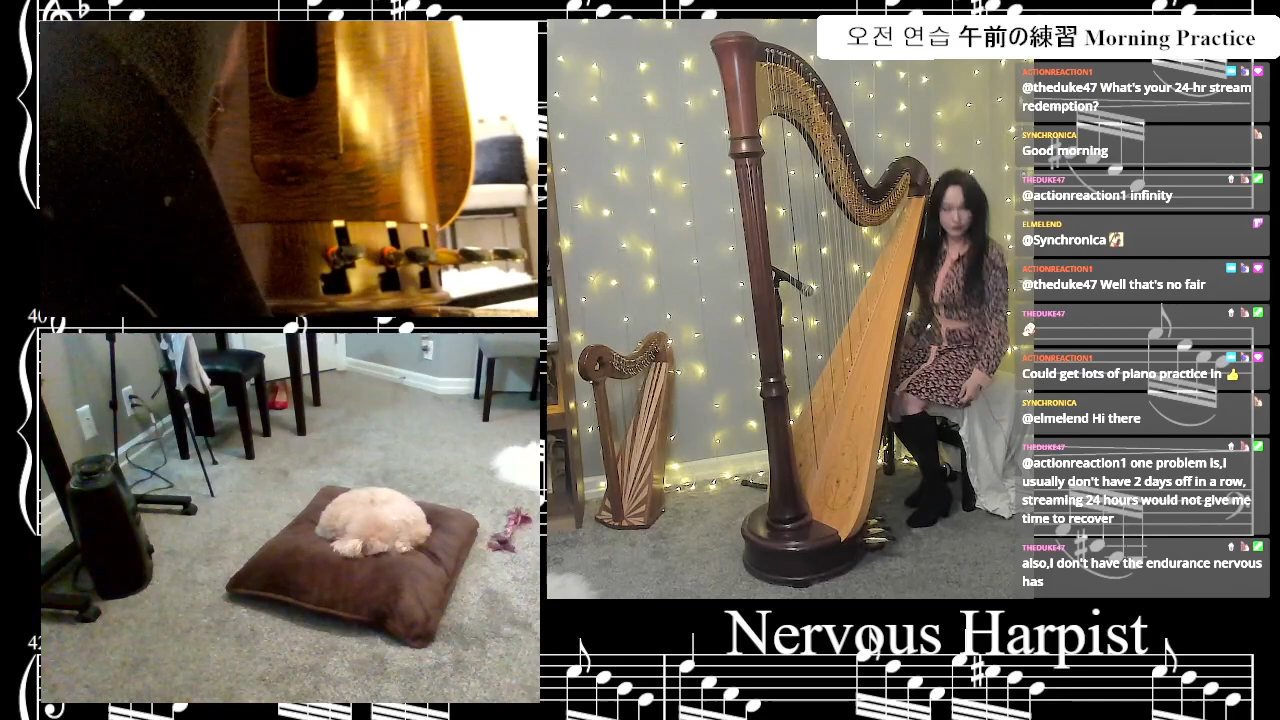 오전 연습 午前の練習 Morning Practice
ACTIONREACTION1
@theduke47 What's your 24-hr stream
redemption?
SYNCHRONICA
Good morning
THEDUKE47
@actionreaction1 infinity
ELMELEND
@Synchronica
ACTIONREACTION1
@theduke47 Well that's no fair
THEDUKE47
ACTIONREACTION1
Could get lots of piano practice in 👍
SYNCHRONICA
@elmelend Hi there
THEDUKE47
@actionreaction1 one problem is,I
usually don't have 2 days off in a row,
streaming 24 hours would not give me
time to recover
THEDUKE47
also,I don't have the endurance nervous
has
Nervous Harpist